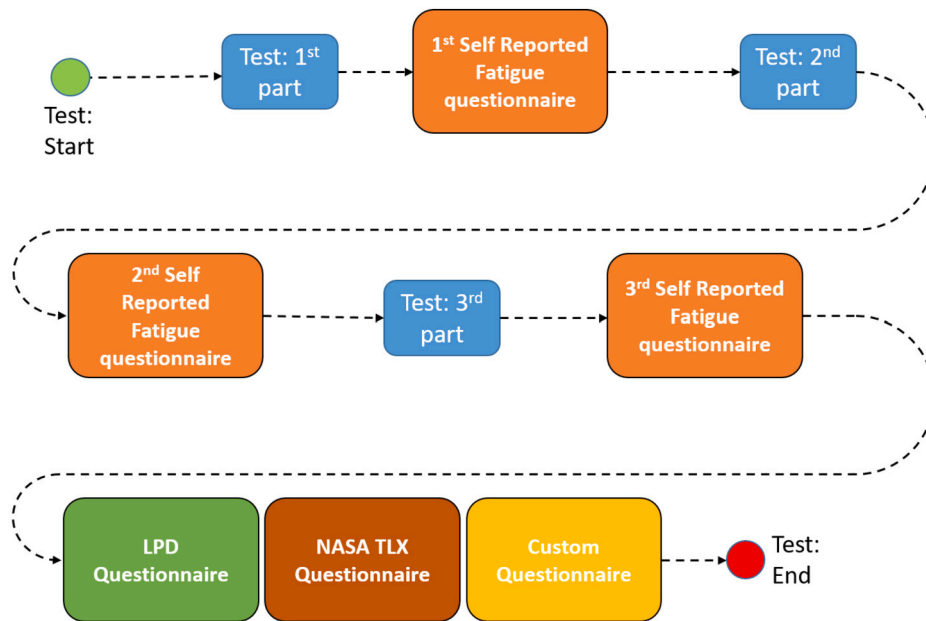 Test:
Start
Test: 1st
part
1st Self Reported
Fatigue
questionnaire
Test: 2nd
part
2nd Self
Reported
Fatigue
questionnaire
Test: 3rd
part
3rd Self Reported
Fatigue
questionnaire
LPD
Questionnaire
NASA TLX
Questionnaire
Custom
Questionnaire
Test:
End